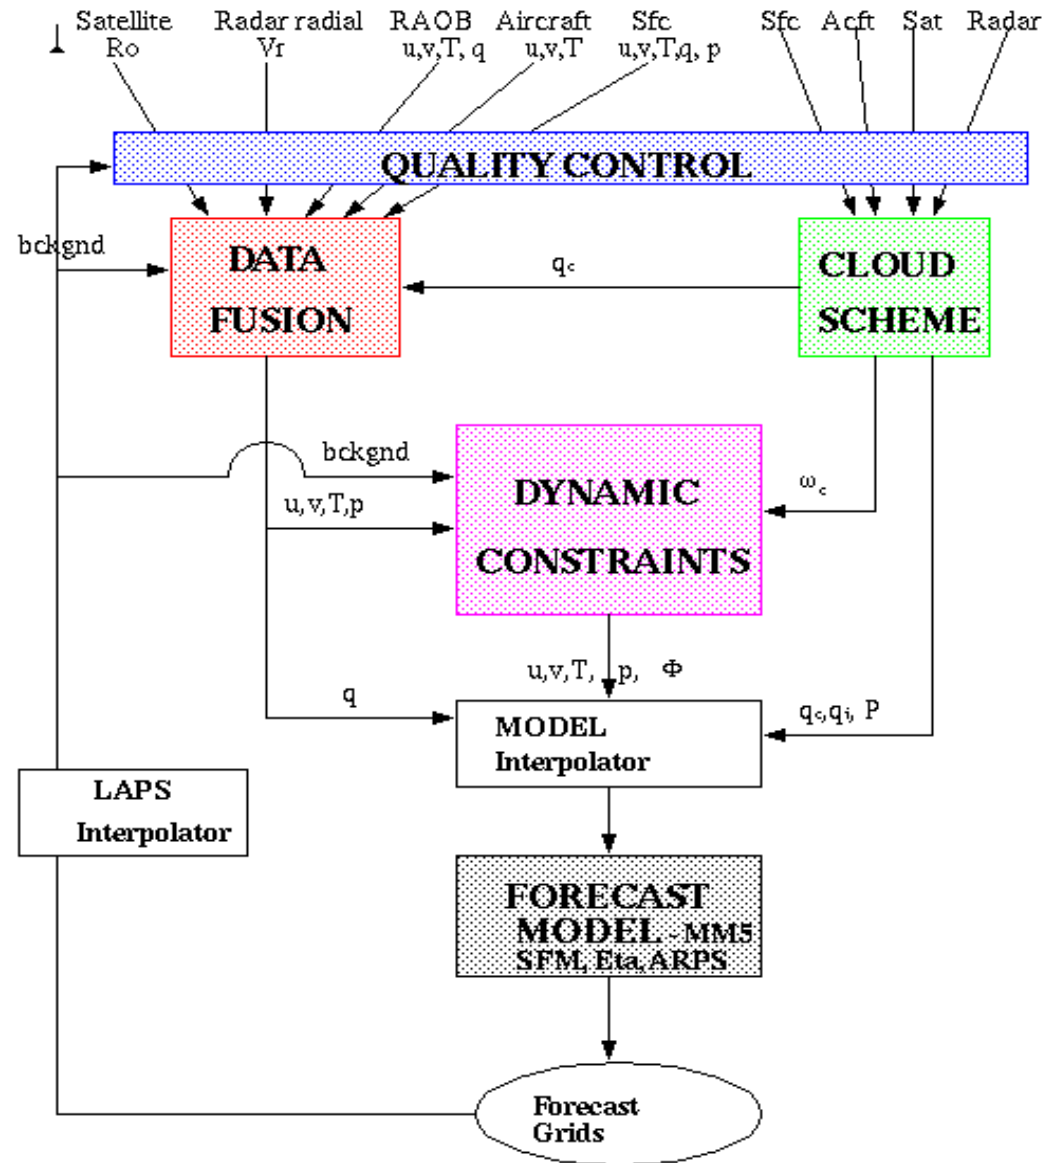 Satellite Radar radial RAOB Aircraft Sfc Sfc Acft Sat Radar
Ro Vr u,v,T, q u,v,T u,v,T,q, p
QUALITY CONTROL
bckgnd
DATA
FUSION
qc
CLOUD
SCHEME
bckgnd
u,v,T,p
DYNAMIC
CONSTRAINTS
ωc
u,v,T, p, Φ
q
MODEL
Interpolator
qc,qi, P
LAPS
Interpolator
FORECAST
MODEL - MM5
SFM, Eta, ARPS
Forecast
Grids